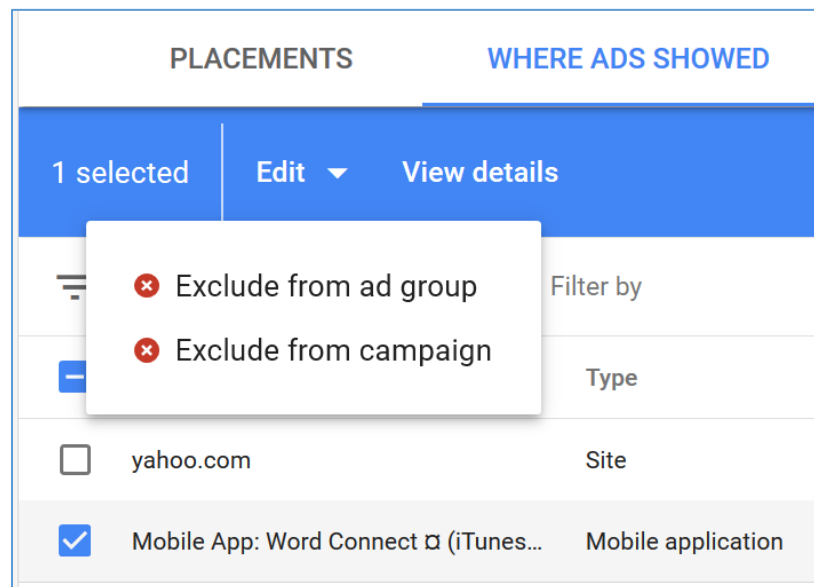 PLACEMENTS WHERE ADS SHOWED
1 selected Edit View details
Exclude from ad group Filter by
Exclude from campaign
Type
yahoo.com Site
Mobile App: Word Connect ¤ (iTunes... Mobile application